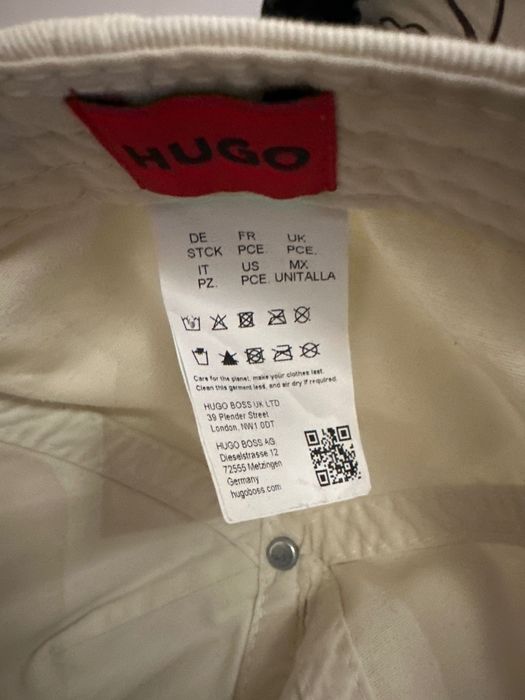 HUGO
DE FR UK
STCK PCE. PCE.
IT US MX
PZ. PCE. UNITALLA
Care for the planet, make your clothes last.
Clean this garment less, and air dry if required.
HUGO BOSS UK LTD
39 Plender Street
London, NW1 0DT
HUGO BOSS AG
Dieselstrasse 12
72555 Metzingen
Germany
hugoboss.com